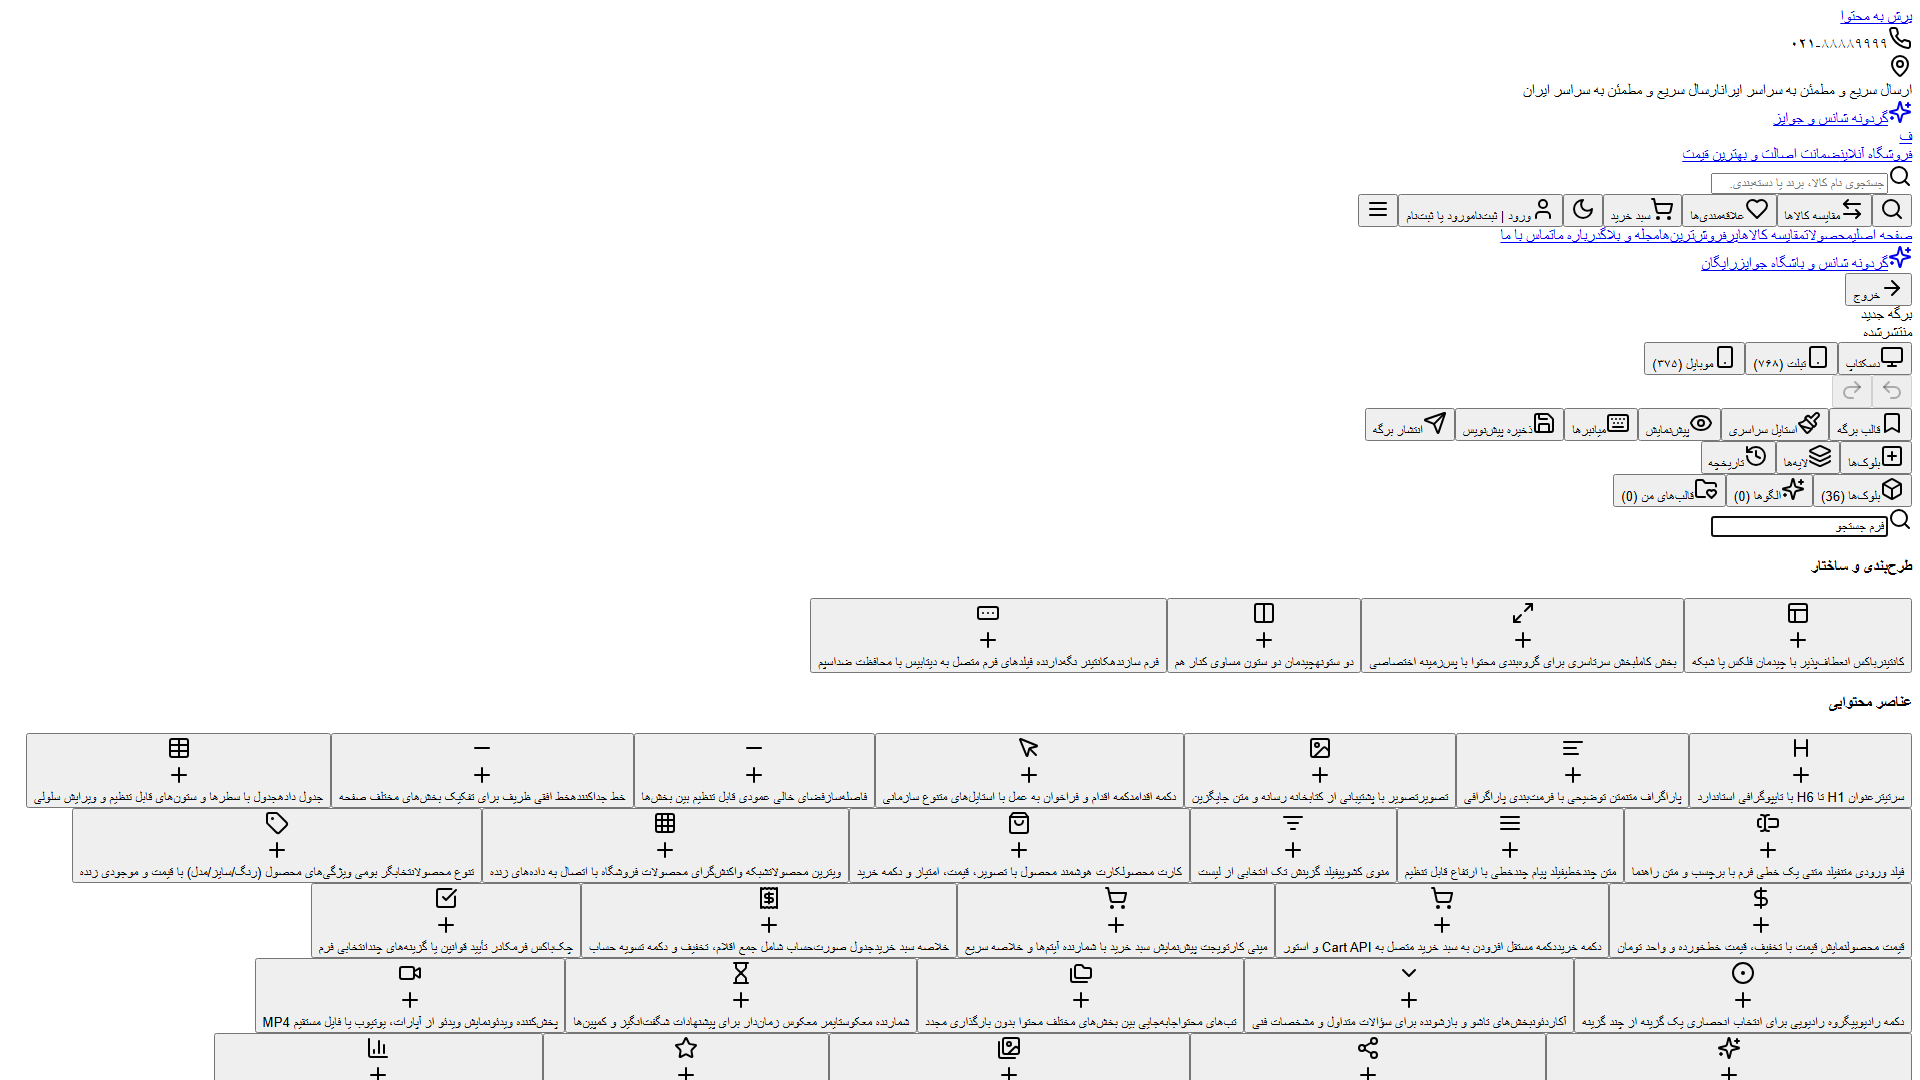 پرش به محتوا
۰۲۱-۸۸۸۸۹۹۹۹
ارسال سریع و مطمئن به سراسر ایرانارسال سریع و مطمئن به سراسر ایران
گردونه شانس و جوایز
ف
فروشگاه آنلاینضمانت اصالت و بهترین قیمت
جستجوی نام کالا، برند یا دسته‌بندی.
مقایسه کالاها علاقه‌مندی‌ها سبد خرید ورود | ثبت‌نامورود یا ثبت‌نام
صفحه اصلیمحصولاتمقایسه کالاهاپرفروش‌ترین‌هامجله و بلاگدرباره ماتماس با ما
گردونه شانس و باشگاه جوایزرایگان
خروج
برگه جدید
منتشرشده
دسکتاپ تبلت (۷۶۸) موبایل (۳۷۵)
قالب برگه استایل سراسری پیش‌نمایش میانبرها ذخیره پیش‌نویس انتشار برگه
بلوک‌ها لایه‌ها تاریخچه
بلوک‌ها (36) الگوها (0) قالب‌های من (0)
فرم جستجو
طرح‌بندی و ساختار
کانتینرباکس انعطاف‌پذیر با چیدمان فلکس یا شبکه بخش کاملبخش سرتاسری برای گروه‌بندی محتوا با پس‌زمینه اختصاصی دو ستونهچیدمان دو ستون مساوی کنار هم فرم سازندهکانتینر نگه‌دارنده فیلدهای فرم متصل به دیتابیس با محافظت ضداسپم
عناصر محتوایی
سرتیترعنوان H1 تا H6 با تایپوگرافی استاندارد پاراگراف متنمتن توضیحی با فرمت‌بندی پاراگرافی تصویرتصویر با پشتیبانی از کتابخانه رسانه و متن جایگزین دکمه اقدامدکمه اقدام و فراخوان به عمل با استایل‌های متنوع سازمانی فاصله‌سازفضای خالی عمودی قابل تنظیم بین بخش‌ها خط جداکنندهخط افقی ظریف برای تفکیک بخش‌های مختلف صفحه جدول دادهجدول با سطرها و ستون‌های قابل تنظیم و ویرایش سلولی
فیلد ورودی متنفیلد متنی یک خطی فرم با برچسب و متن راهنما متن چندخطیفیلد پیام چندخطی با ارتفاع قابل تنظیم منوی کشوییفیلد گزینش تک انتخابی از لیست کارت محصولکارت هوشمند محصول با تصویر، قیمت، امتیاز و دکمه خرید ویترین محصولاتشبکه واکنش‌گرای محصولات فروشگاه با اتصال به داده‌های زنده تنوع محصولانتخابگر بومی ویژگی‌های محصول (رنگ/سایز/مدل) با قیمت و موجودی زنده
قیمت محصولنمایش قیمت با تخفیف، قیمت خط‌خورده و واحد تومان دکمه خریددکمه مستقل افزودن به سبد خرید متصل به Cart API و استور مینی کارتویجت پیش‌نمایش سبد خرید با شمارنده آیتم‌ها و خلاصه سریع خلاصه سبد خریدجدول صورت‌حساب شامل جمع اقلام، تخفیف و دکمه تسویه حساب چک‌باکس فرمکادر تأیید قوانین یا گزینه‌های چندانتخابی فرم
دکمه رادیوییگروه رادیویی برای انتخاب انحصاری یک گزینه از چند گزینه آکاردئونبخش‌های تاشو و بازشونده برای سؤالات متداول و مشخصات فنی تب‌های محتواجابه‌جایی بین بخش‌های مختلف محتوا بدون بارگذاری مجدد شمارنده معکوستایمر معکوس زمان‌دار برای پیشنهادات شگفت‌انگیز و کمپین‌ها پخش‌کننده ویدئونمایش ویدئو از آپارات، یوتیوب یا فایل مستقیم MP4